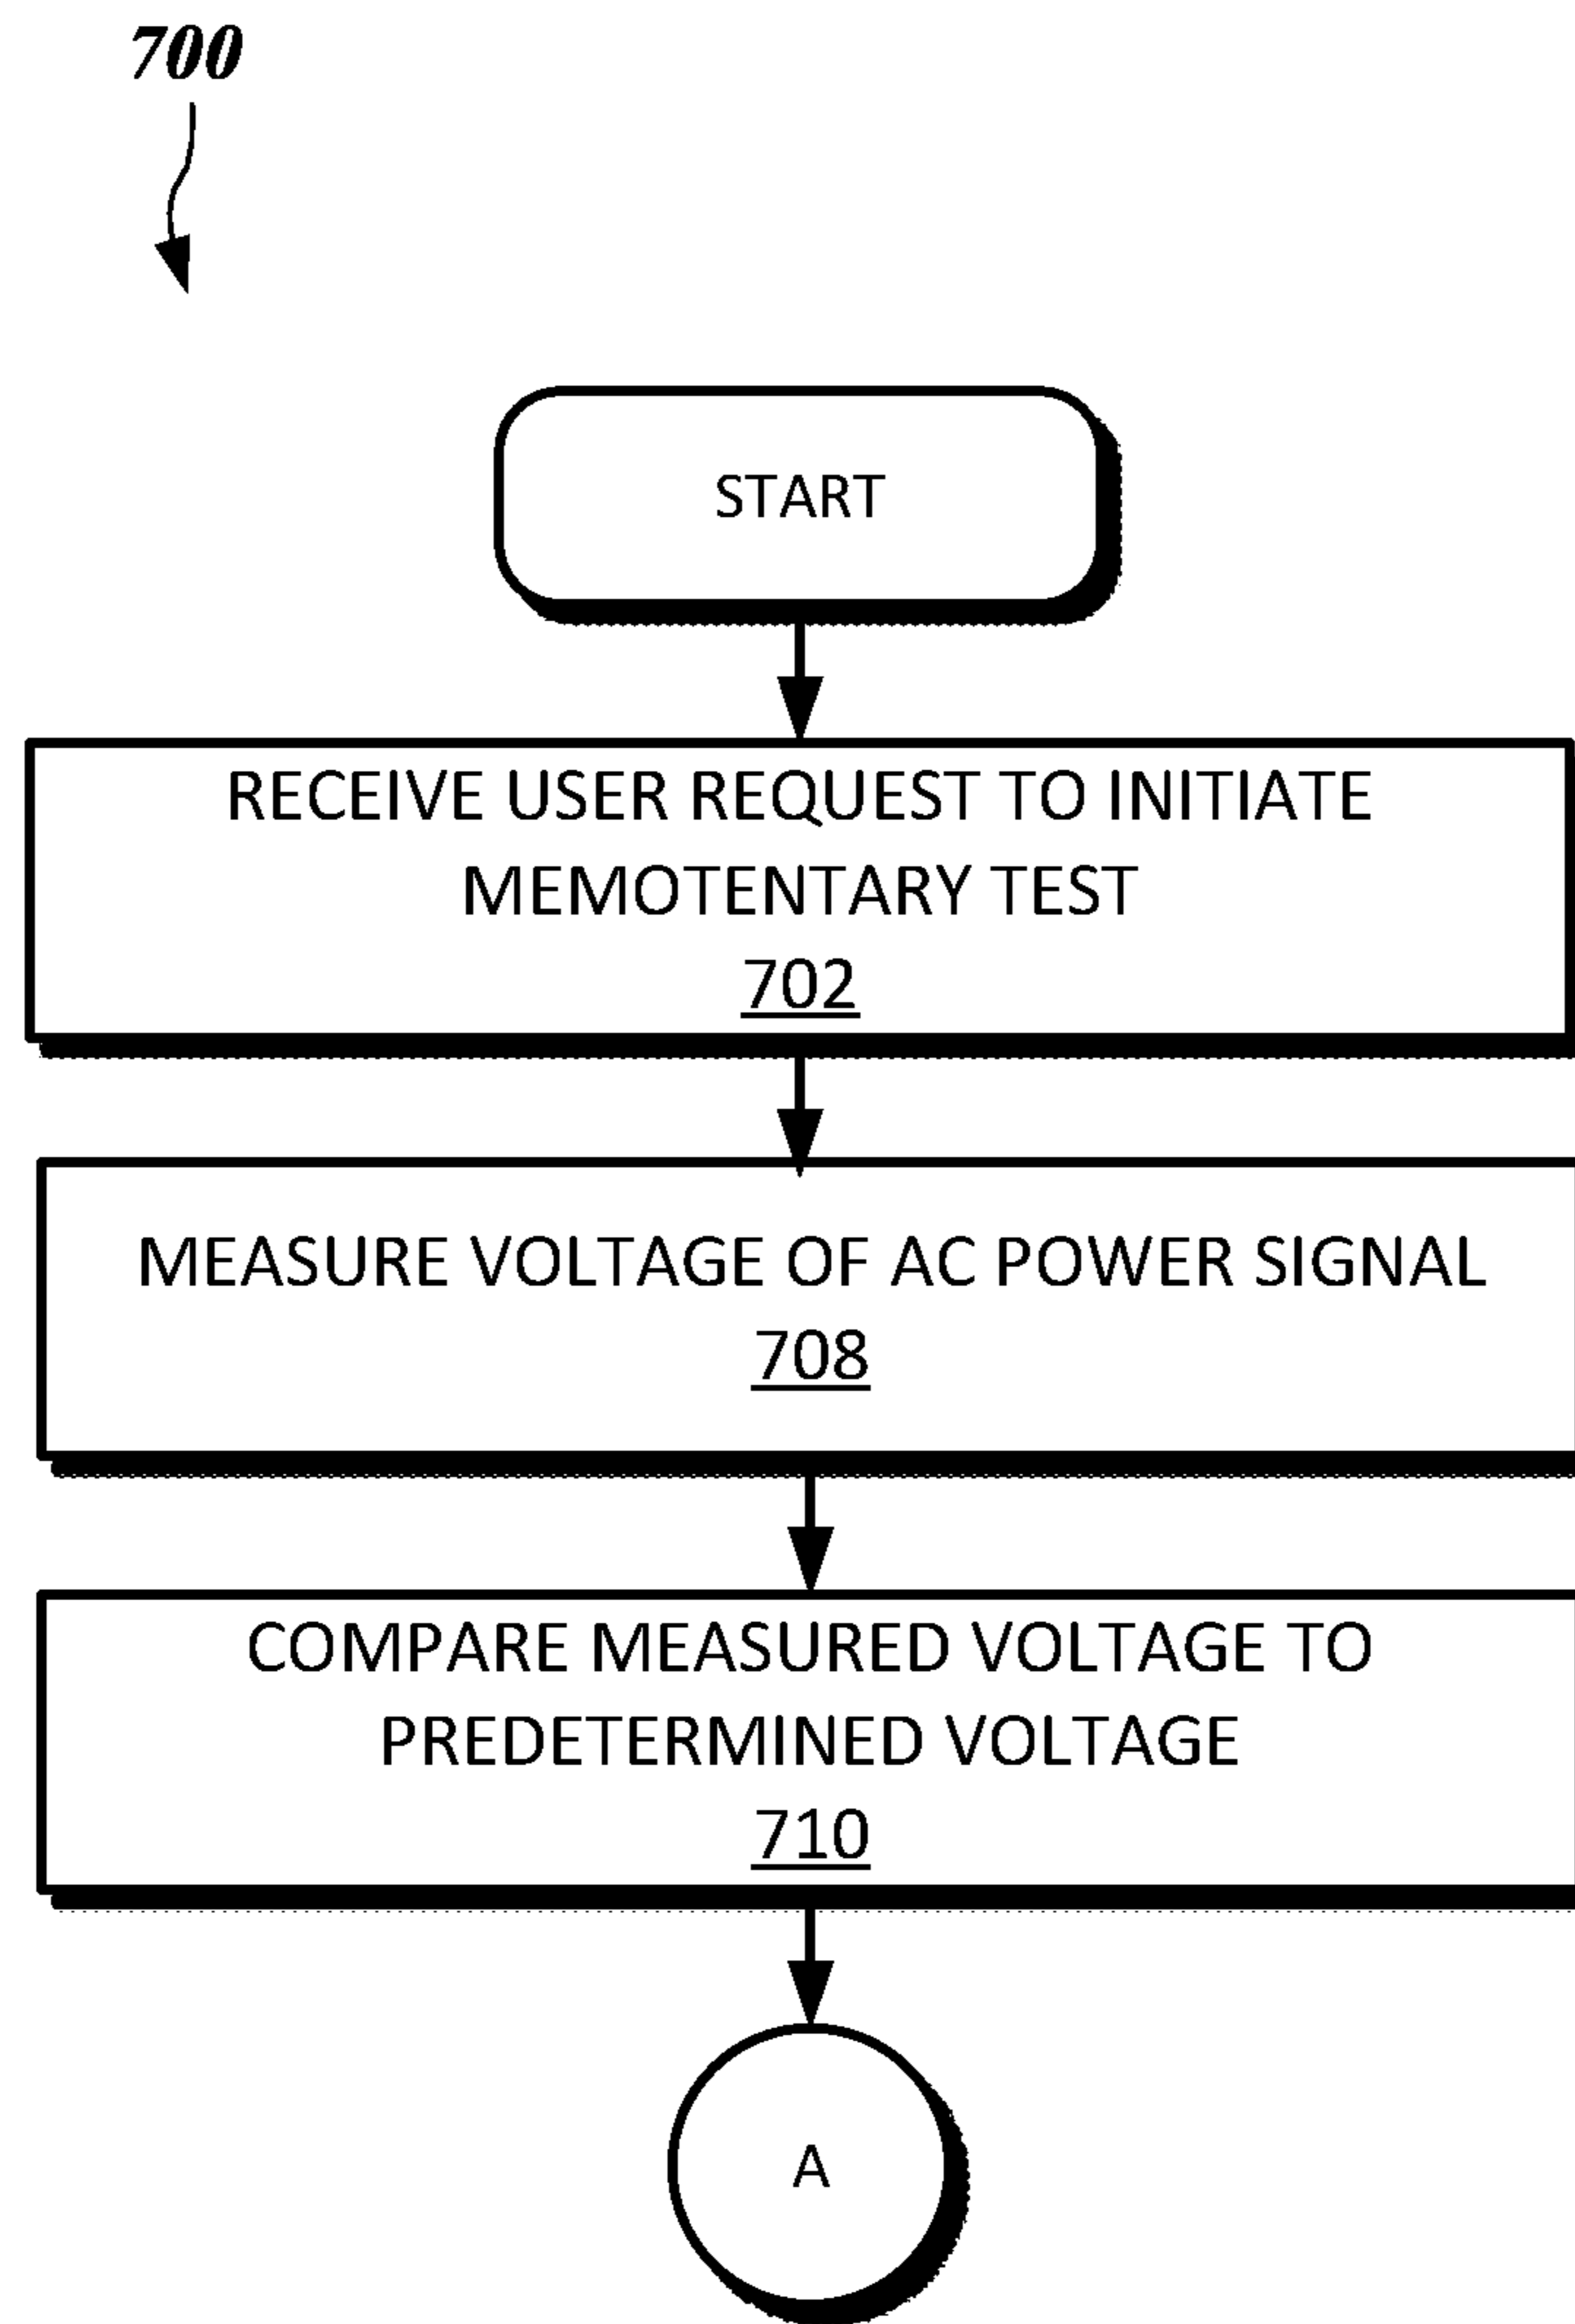 700
START
RECEIVE USER REQUEST TO INITIATE
MEMOTENTARY TEST
702
MEASURE VOLTAGE OF AC POWER SIGNAL
708
COMPARE MEASURED VOLTAGE TO
PREDETERMINED VOLTAGE
710
A